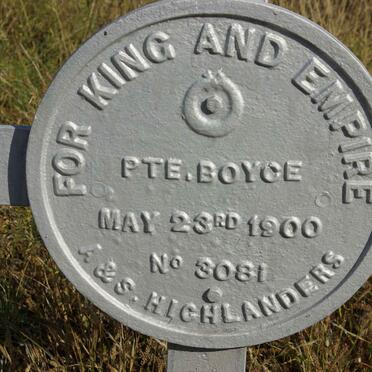 FOR KING AND EMPIRE
PTE. BOYCE
MAY 23RD 1900
No 3081
A & S. HIGHLANDERS